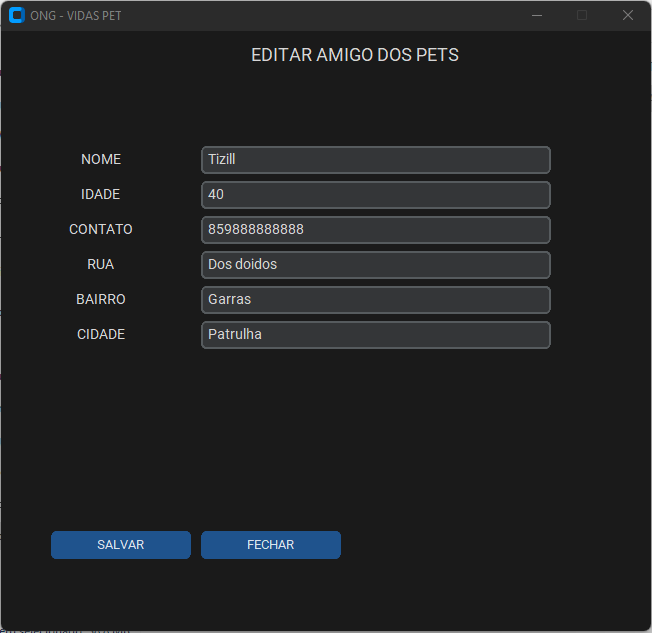 ONG - VIDAS PET
EDITAR AMIGO DOS PETS
NOME Tizill
IDADE 40
CONTATO 859888888888
RUA Dos doidos
BAIRRO Garras
CIDADE Patrulha
SALVAR FECHAR